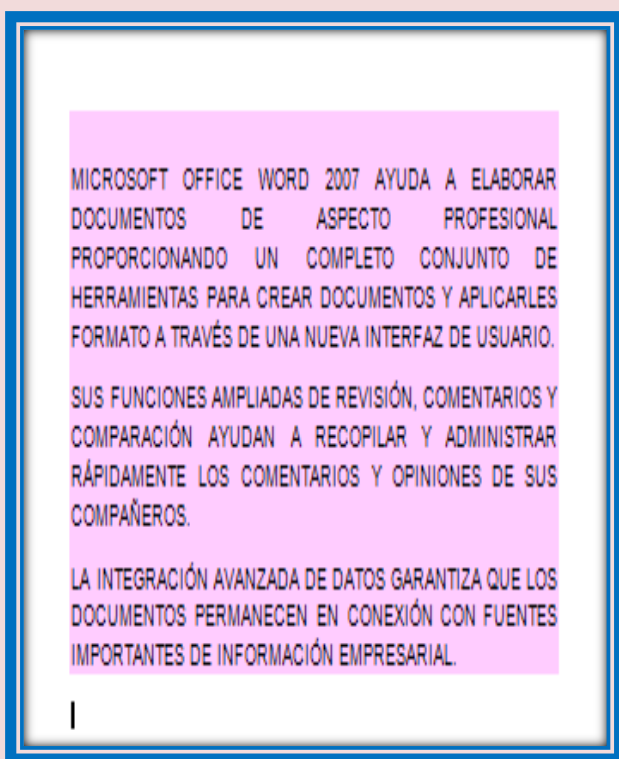 MICROSOFT OFFICE WORD 2007 AYUDA A ELABORAR
DOCUMENTOS DE ASPECTO PROFESIONAL
PROPORCIONANDO UN COMPLETO CONJUNTO DE
HERRAMIENTAS PARA CREAR DOCUMENTOS Y APLICARLES
FORMATO A TRAVÉS DE UNA NUEVA INTERFAZ DE USUARIO.
SUS FUNCIONES AMPLIADAS DE REVISIÓN, COMENTARIOS Y
COMPARACIÓN AYUDAN A RECOPILAR Y ADMINISTRAR
RÁPIDAMENTE LOS COMENTARIOS Y OPINIONES DE SUS
COMPAÑEROS.
LA INTEGRACIÓN AVANZADA DE DATOS GARANTIZA QUE LOS
DOCUMENTOS PERMANECEN EN CONEXIÓN CON FUENTES
IMPORTANTES DE INFORMACIÓN EMPRESARIAL.